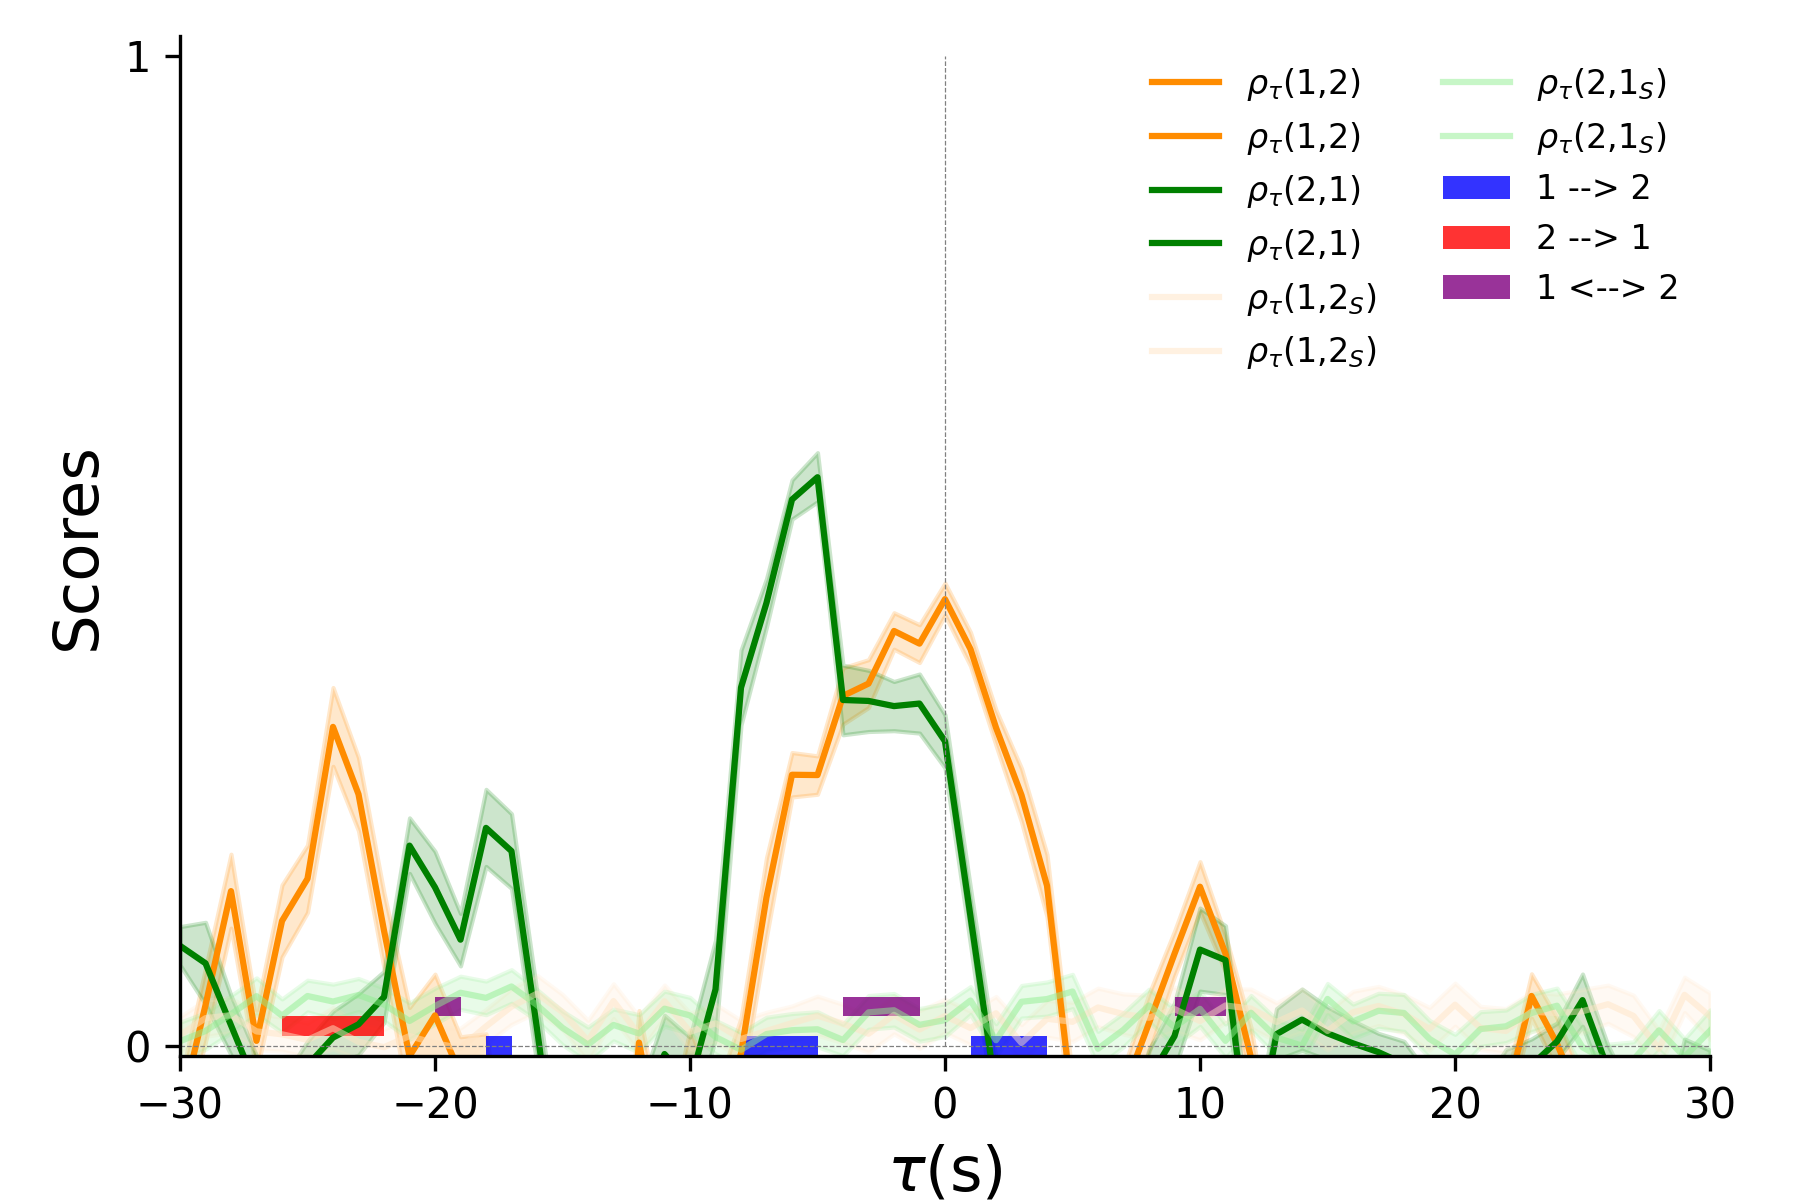 1
ρτ(1,2)
ρτ(1,2)
ρτ(2,1)
ρτ(2,1)
ρτ(1,2S)
ρτ(1,2S)
ρτ(2,1S)
ρτ(2,1S)
1 --> 2
2 --> 1
1 <--> 2
Scores
0
−30 −20 −10 0 10 20 30
τ(s)